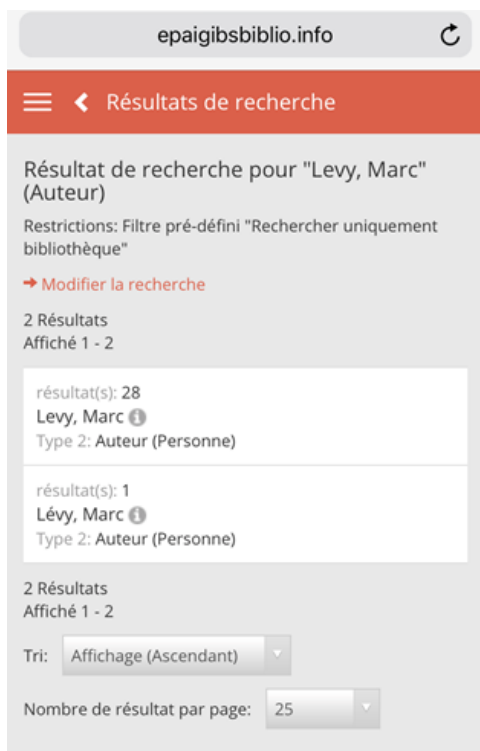 epaigibsbiblio.info
Résultats de recherche
Résultat de recherche pour "Levy, Marc"
(Auteur)
Restrictions: Filtre pré-défini "Rechercher uniquement
bibliothèque"
Modifier la recherche
2 Résultats
Affiché 1 - 2
résultat(s): 28
Levy, Marc
Type 2: Auteur (Personne)
résultat(s): 1
Lévy, Marc
Type 2: Auteur (Personne)
2 Résultats
Affiché 1 - 2
Tri: Affichage (Ascendant)
Nombre de résultat par page: 25